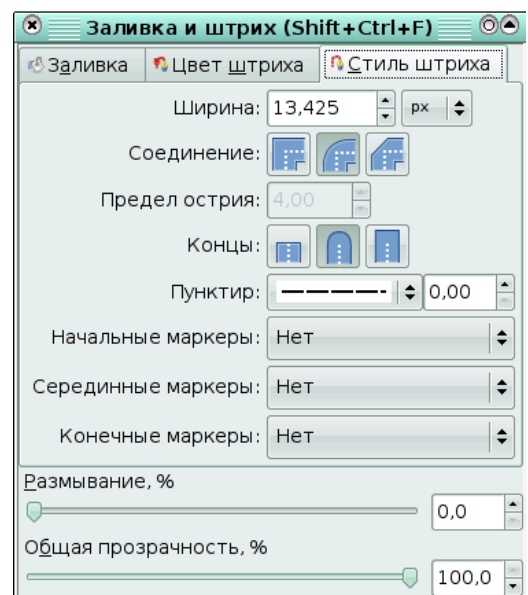 Заливка и штрих (Shift+Ctrl+F)
Заливка Цвет штриха Стиль штриха
Ширина: 13,425 px
Соединение:
Предел острия: 4,00
Концы:
Пунктир: 0,00
Начальные маркеры: Нет
Серединные маркеры: Нет
Конечные маркеры: Нет
Размывание, %
0,0
Общая прозрачность, %
100,0